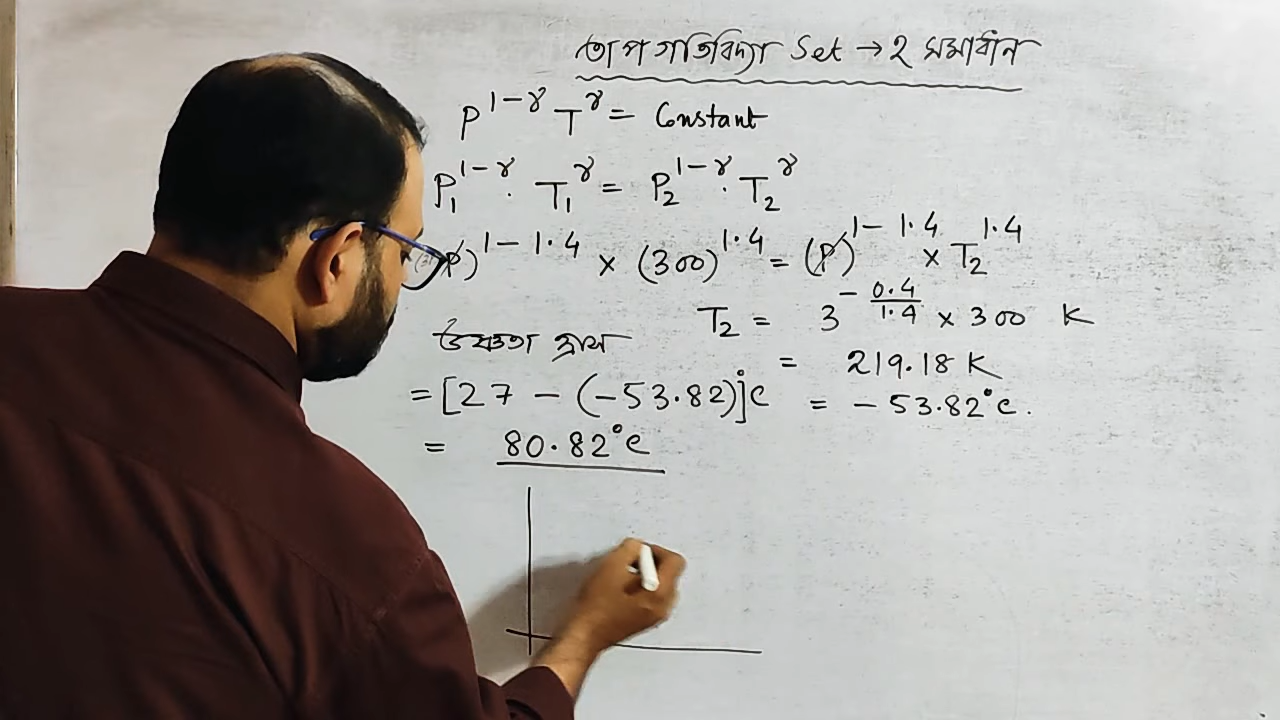 তাপগতিবিদ্যা Set → ২ সমাধান
P^{1-γ} T^γ = Constant
P₁^{1-γ} · T₁^γ = P₂^{1-γ} · T₂^γ
P)^{1-1.4} × (300)^{1.4} = (P)^{1-1.4} × T₂^{1.4}
T₂ = 3^{-0.4/1.4} × 300 K
উষ্ণতা হ্রাস
= 219.18 K
= [27 - (-53.82)]°C = -53.82°C.
= 80.82°C